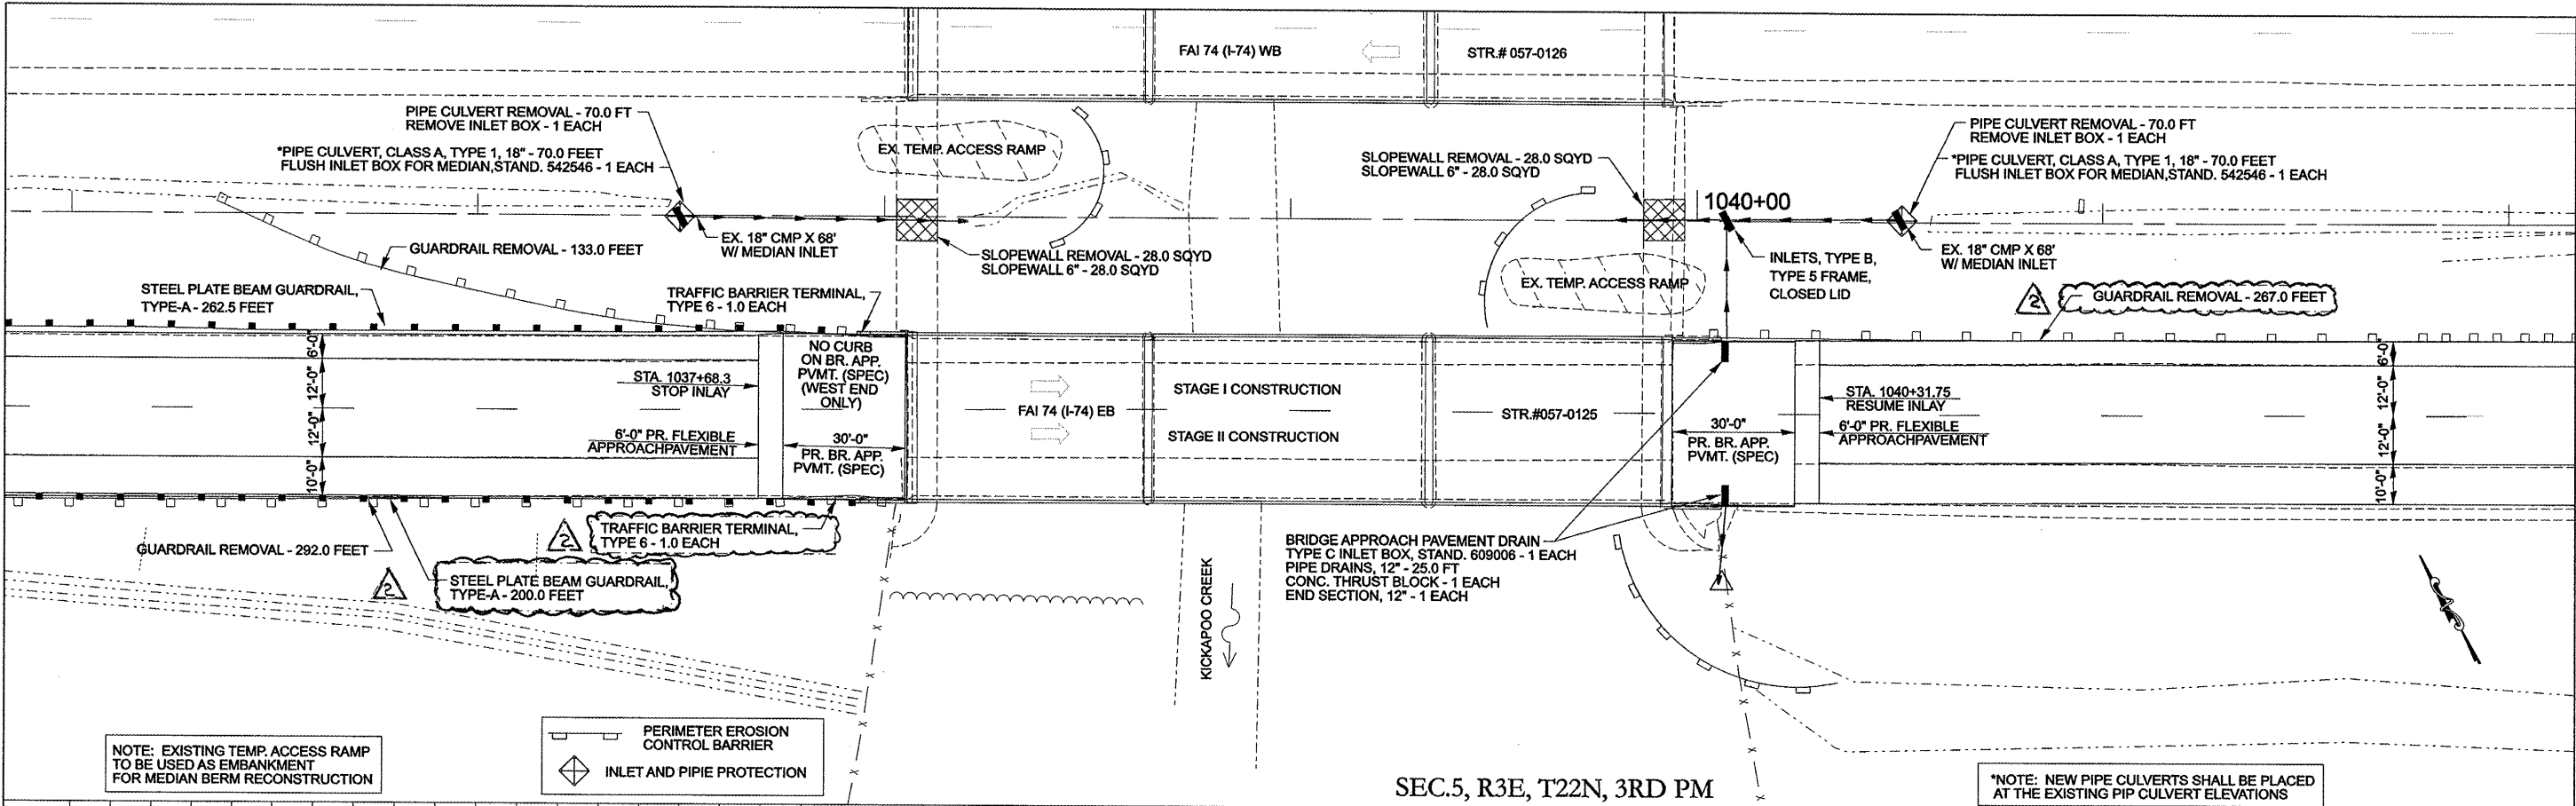 FAI 74 (I-74) WB
STR.# 057-0126
PIPE CULVERT REMOVAL - 70.0 FT
REMOVE INLET BOX - 1 EACH
*PIPE CULVERT, CLASS A, TYPE 1, 18" - 70.0 FEET
FLUSH INLET BOX FOR MEDIAN,STAND. 542546 - 1 EACH
EX. TEMP. ACCESS RAMP
SLOPEWALL REMOVAL - 28.0 SQYD
SLOPEWALL 6" - 28.0 SQYD
PIPE CULVERT REMOVAL - 70.0 FT
REMOVE INLET BOX - 1 EACH
*PIPE CULVERT, CLASS A, TYPE 1, 18" - 70.0 FEET
FLUSH INLET BOX FOR MEDIAN,STAND. 542546 - 1 EACH
1040+00
EX. 18" CMP X 68'
W/ MEDIAN INLET
GUARDRAIL REMOVAL - 133.0 FEET
SLOPEWALL REMOVAL - 28.0 SQYD
SLOPEWALL 6" - 28.0 SQYD
INLETS, TYPE B,
TYPE 5 FRAME,
CLOSED LID
EX. 18" CMP X 68'
W/ MEDIAN INLET
EX. TEMP. ACCESS RAMP
STEEL PLATE BEAM GUARDRAIL,
TYPE-A - 262.5 FEET
TRAFFIC BARRIER TERMINAL,
TYPE 6 - 1.0 EACH
2
GUARDRAIL REMOVAL - 267.0 FEET
6'-0"
12'-0"
12'-0"
10'-0"
STA. 1037+68.3
STOP INLAY
6'-0" PR. FLEXIBLE
APPROACHPAVEMENT
NO CURB
ON BR. APP.
PVMT. (SPEC)
(WEST END
ONLY)
30'-0"
PR. BR. APP.
PVMT. (SPEC)
STAGE I CONSTRUCTION
FAI 74 (I-74) EB
STAGE II CONSTRUCTION
STR.#057-0125
30'-0"
PR. BR. APP.
PVMT. (SPEC)
STA. 1040+31.75
RESUME INLAY
6'-0" PR. FLEXIBLE
APPROACHPAVEMENT
6'-0"
12'-0"
12'-0"
10'-0"
GUARDRAIL REMOVAL - 292.0 FEET
2
TRAFFIC BARRIER TERMINAL,
TYPE 6 - 1.0 EACH
2
STEEL PLATE BEAM GUARDRAIL,
TYPE-A - 200.0 FEET
BRIDGE APPROACH PAVEMENT DRAIN
TYPE C INLET BOX, STAND. 609006 - 1 EACH
PIPE DRAINS, 12" - 25.0 FT
CONC. THRUST BLOCK - 1 EACH
END SECTION, 12" - 1 EACH
KICKAPOO CREEK
NOTE: EXISTING TEMP. ACCESS RAMP
TO BE USED AS EMBANKMENT
FOR MEDIAN BERM RECONSTRUCTION
PERIMETER EROSION
CONTROL BARRIER
INLET AND PIPIE PROTECTION
SEC.5, R3E, T22N, 3RD PM
*NOTE: NEW PIPE CULVERTS SHALL BE PLACED
AT THE EXISTING PIP CULVERT ELEVATIONS